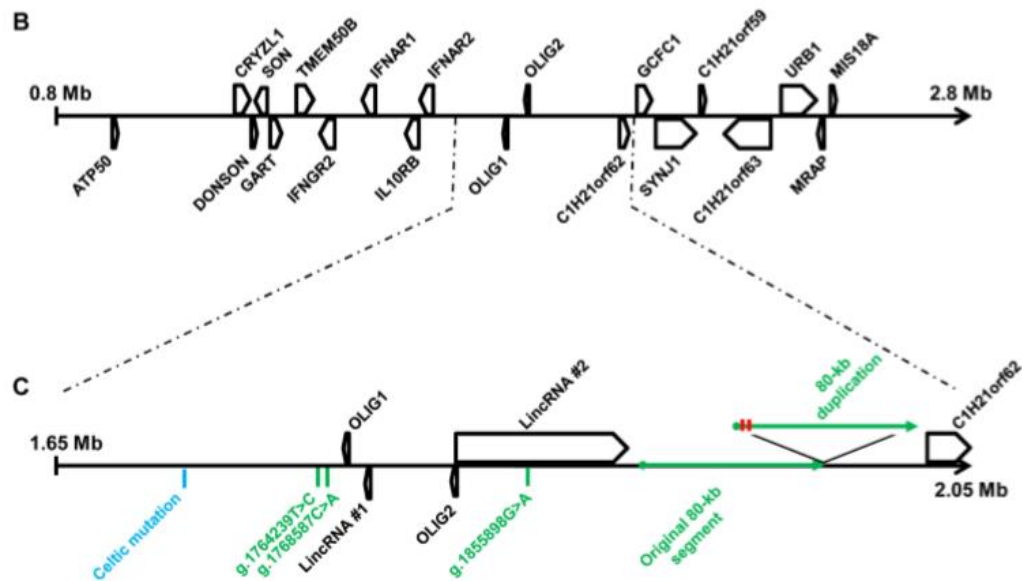 B
0.8 Mb
CRYZL1
SON
TMEM50B
IFNAR1
IFNAR2
OLIG2
GCFC1
C1H21orf59
URB1
MIS18A
2.8 Mb
ATP50
DONSON
GART
IFNGR2
IL10RB
OLIG1
C1H21orf62
SYNJ1
C1H21orf63
MRAP
C
1.65 Mb
OLIG1
LincRNA #2
80-kb
duplication
C1H21orf62
2.05 Mb
Celtic mutation
g.1764239T>C
g.1768587C>A
LincRNA #1
OLIG2
g.1855898G>A
Original 80-kb
segment